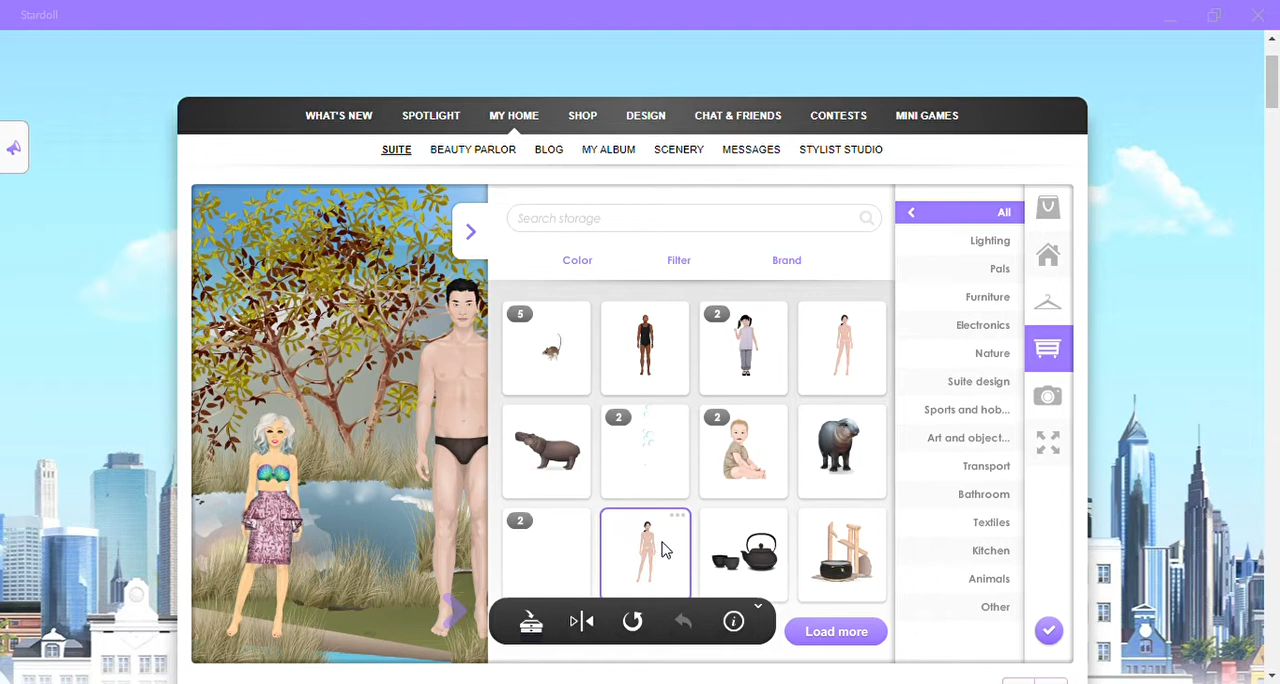 Stardoll
WHAT'S NEW SPOTLIGHT MY HOME SHOP DESIGN CHAT & FRIENDS CONTESTS MINI GAMES
SUITE BEAUTY PARLOR BLOG MY ALBUM SCENERY MESSAGES STYLIST STUDIO
Search storage
Color Filter Brand
5
2
2
2
2
Load more
All
Lighting
Pals
Furniture
Electronics
Nature
Suite design
Sports and hob...
Art and object...
Transport
Bathroom
Textiles
Kitchen
Animals
Other